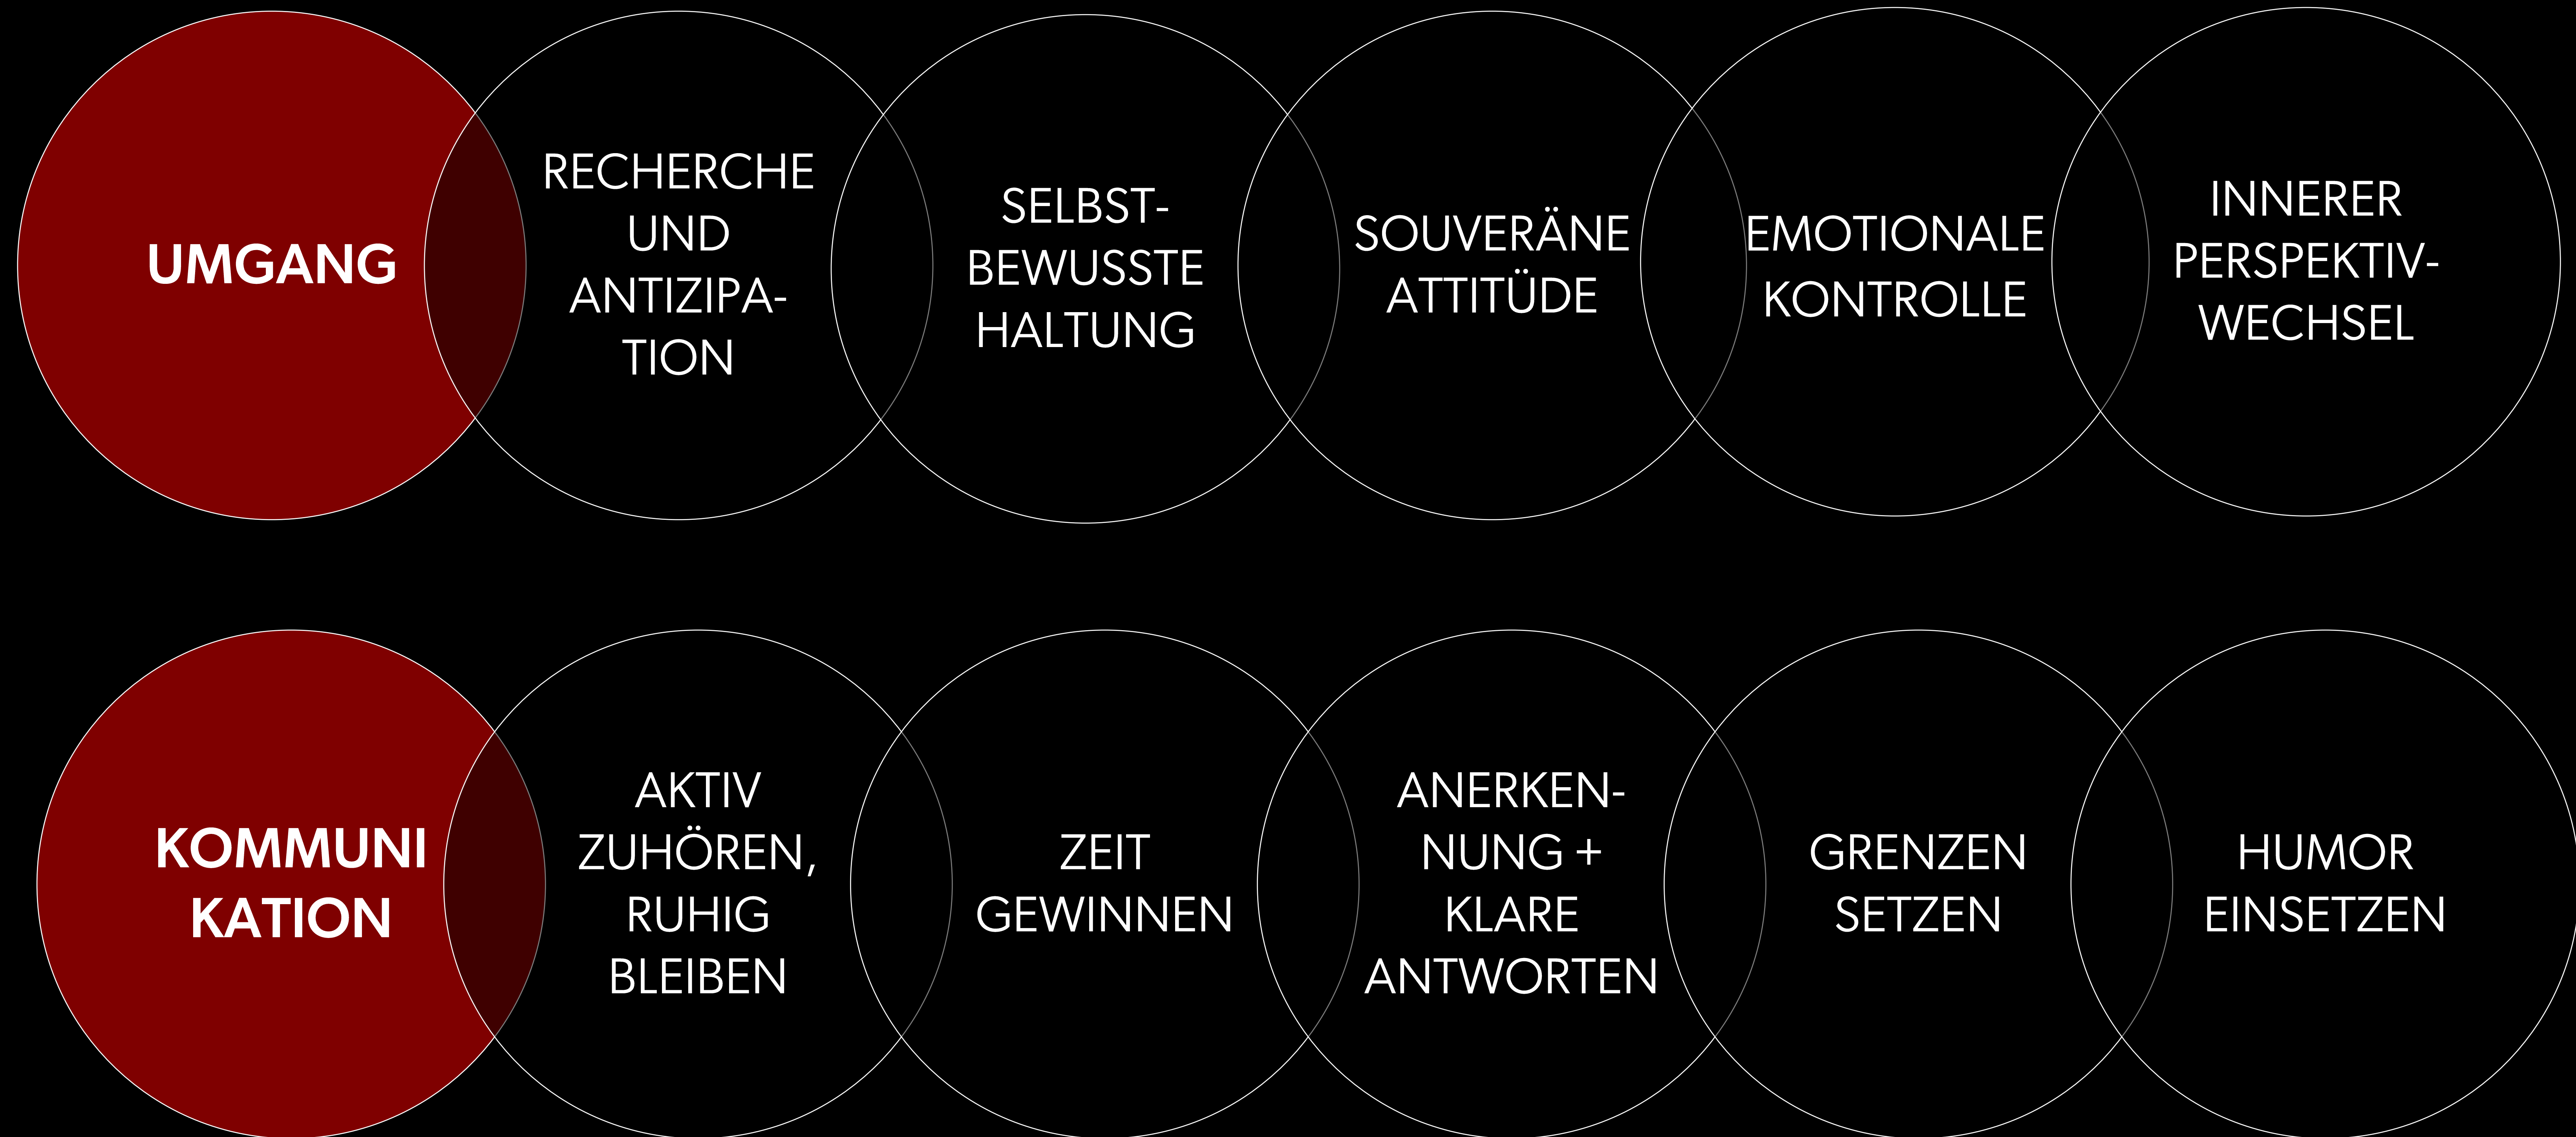 UMGANG
RECHERCHE
UND
ANTIZIPA-
TION
SELBST-
BEWUSSTE
HALTUNG
SOUVERÄNE
ATTITÜDE
EMOTIONALE
KONTROLLE
INNERER
PERSPEKTIV-
WECHSEL
KOMMUNI
KATION
AKTIV
ZUHÖREN,
RUHIG
BLEIBEN
ZEIT
GEWINNEN
ANERKEN-
NUNG +
KLARE
ANTWORTEN
GRENZEN
SETZEN
HUMOR
EINSETZEN